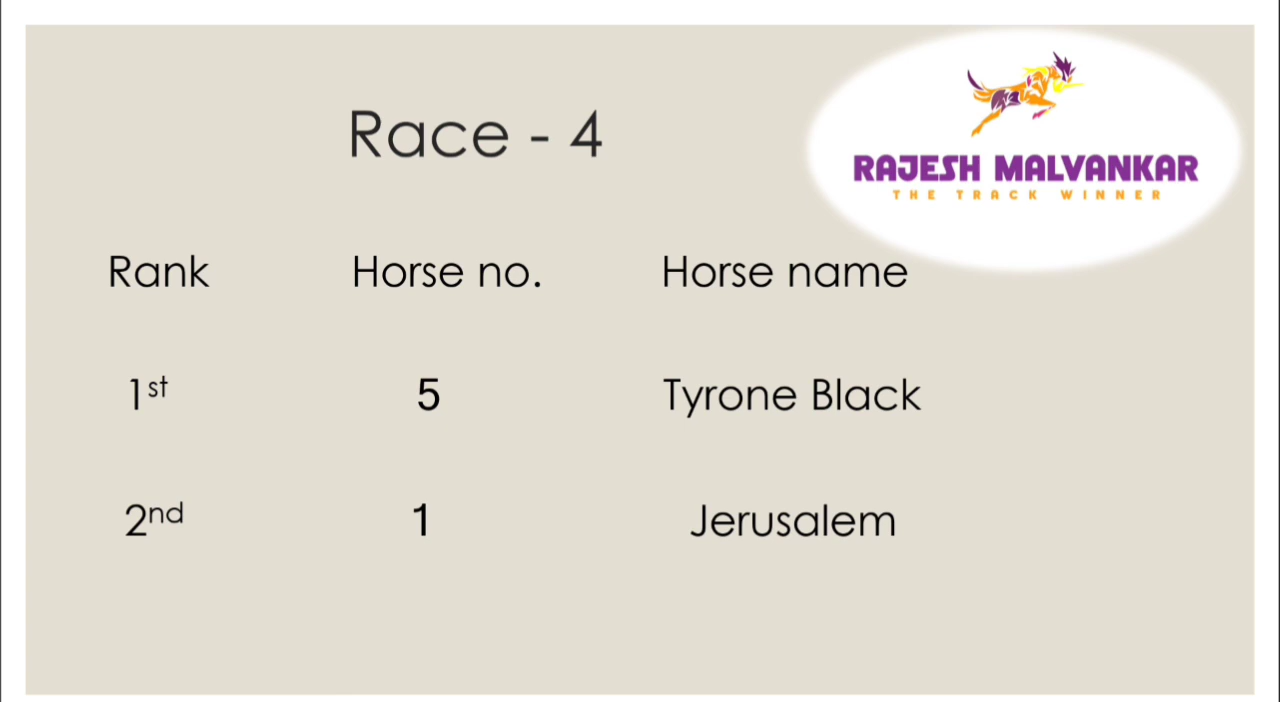 Race - 4
RAJESH MALVANKAR
THE TRACK WINNER
Rank Horse no. Horse name
1st 5 Tyrone Black
2nd 1 Jerusalem